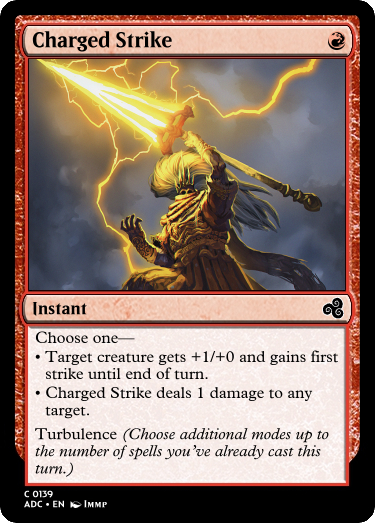 Charged Strike
Instant
Choose one—
• Target creature gets +1/+0 and gains first
strike until end of turn.
• Charged Strike deals 1 damage to any
target.
Turbulence (Choose additional modes up to
the number of spells you've already cast this
turn.)
C 0139
ADC • EN Immp